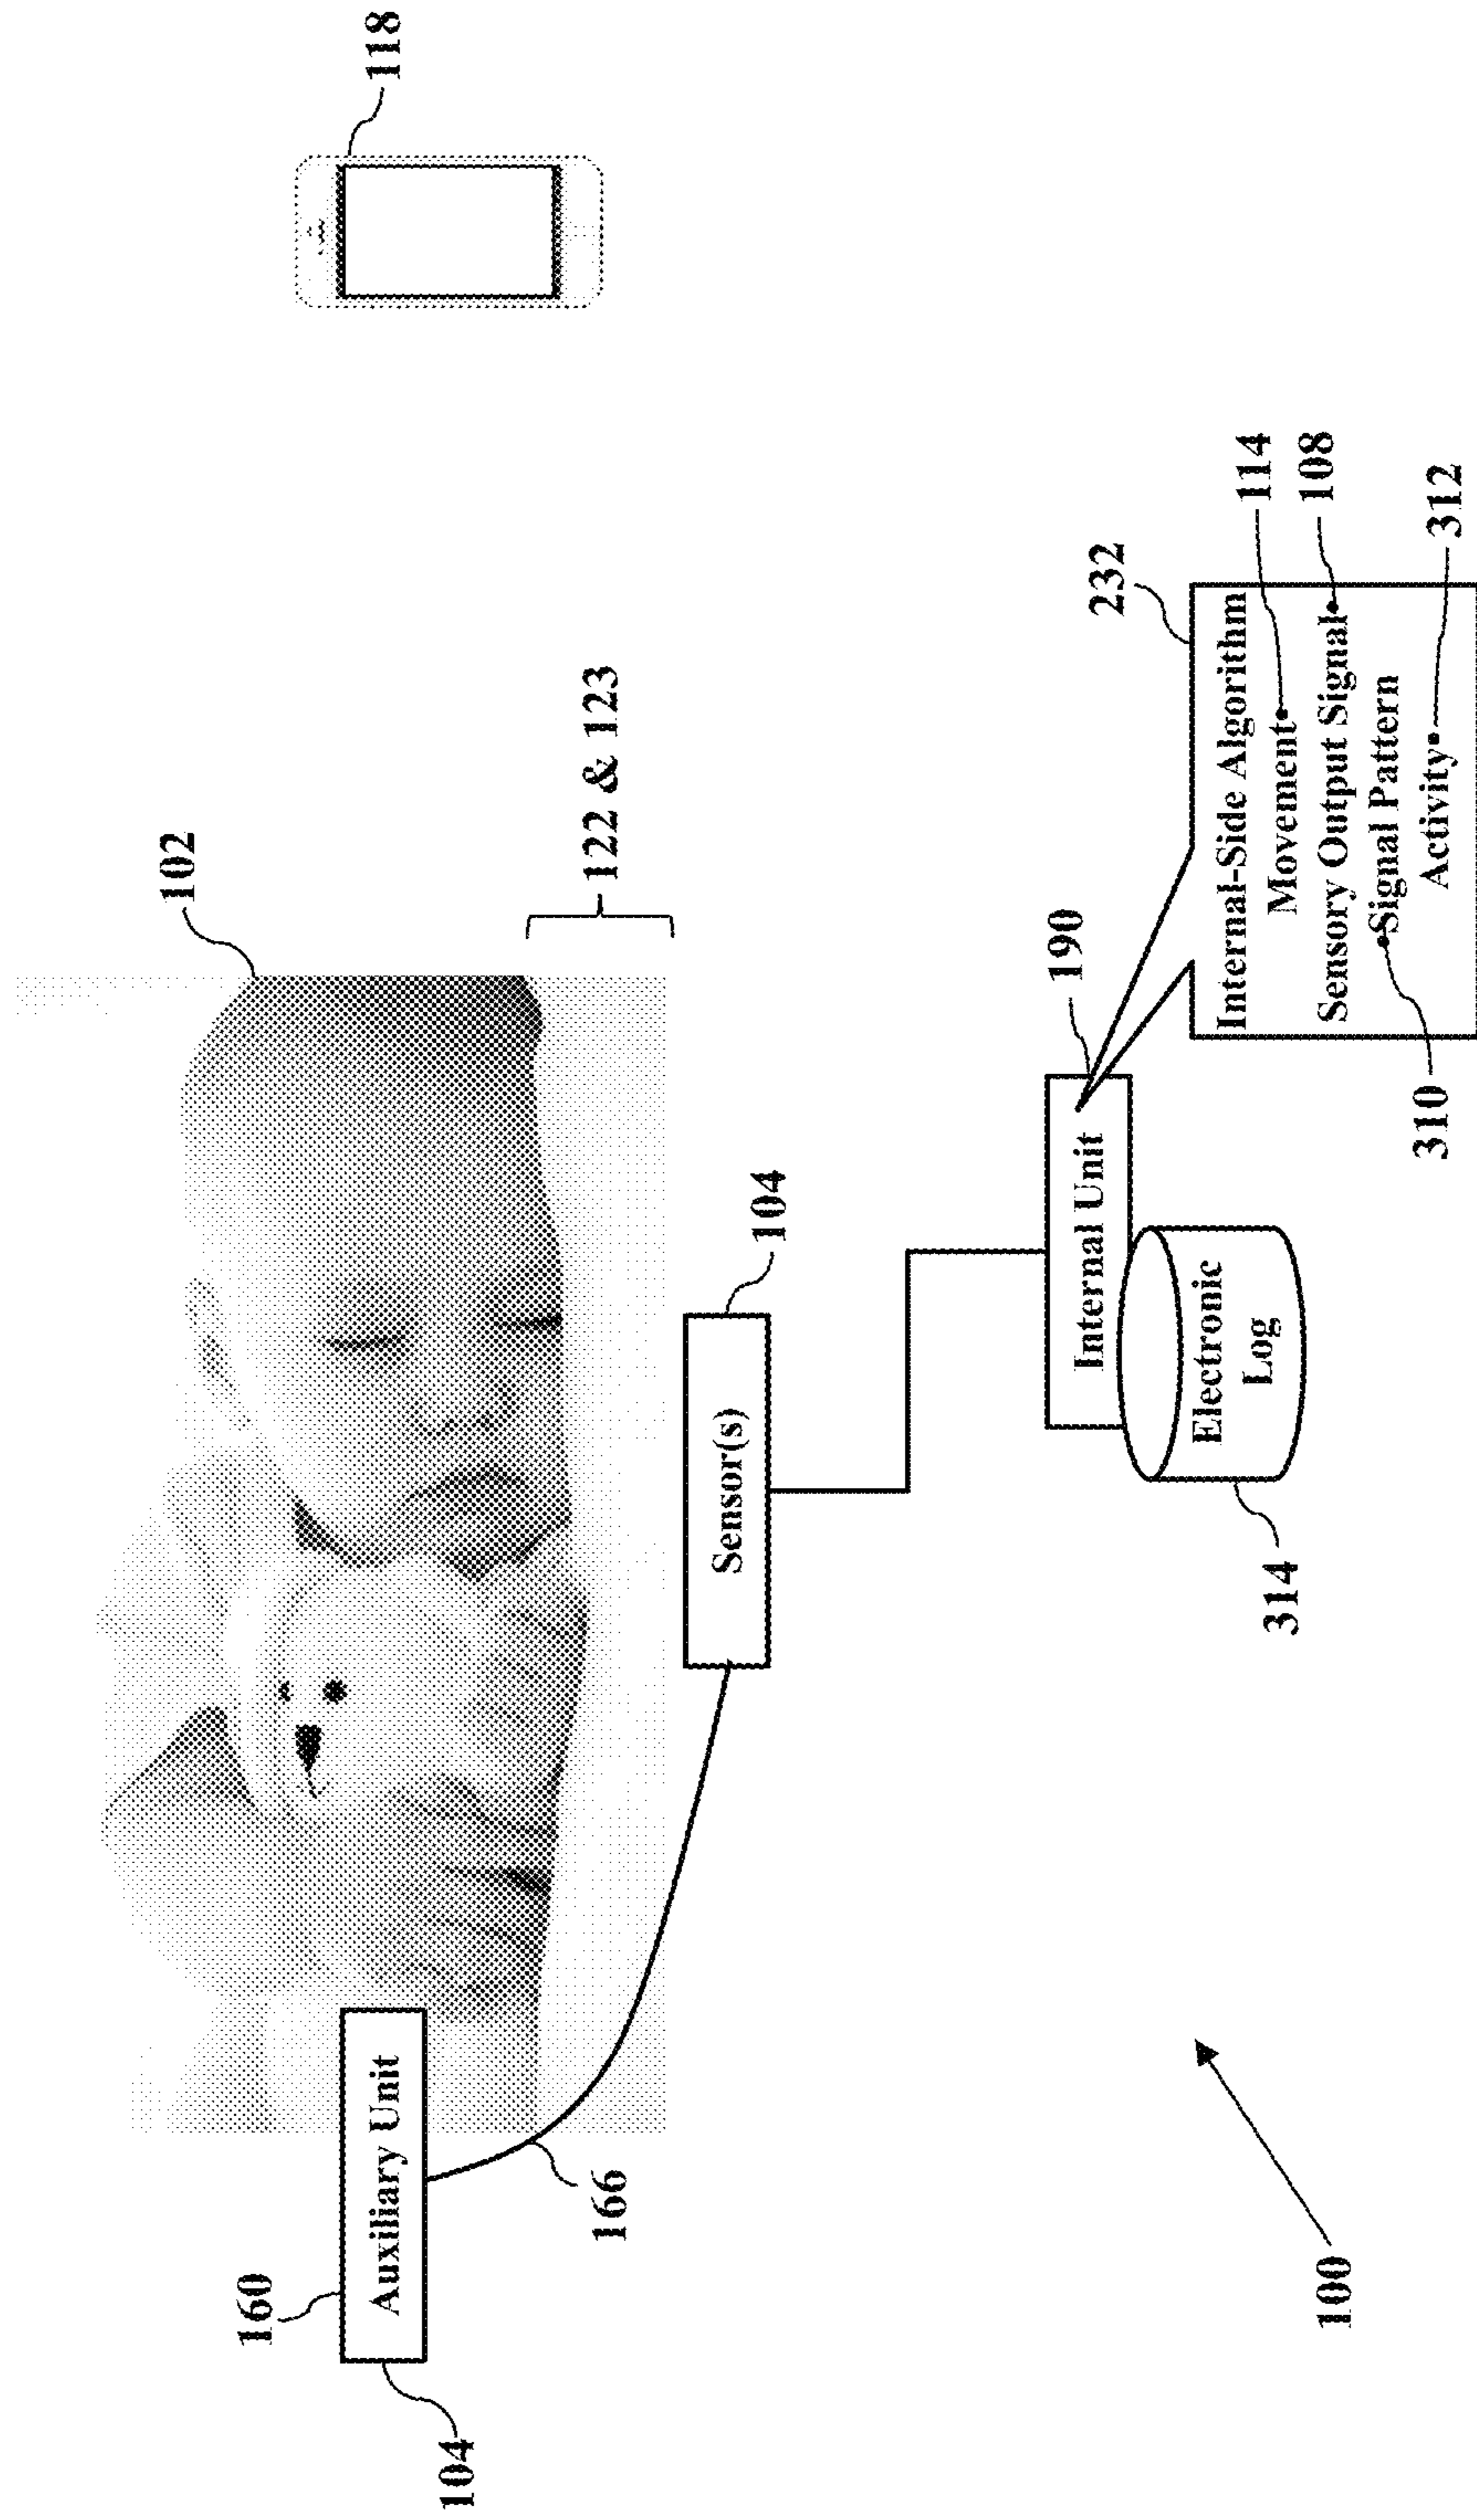 118
102
122 & 123
160
Auxiliary Unit
104
166
Sensor(s)
104
190
Internal Unit
Electronic
Log
314
232
Internal-Side Algorithm
Movement
114
Sensory Output Signal
108
Signal Pattern
310
Activity
312
100